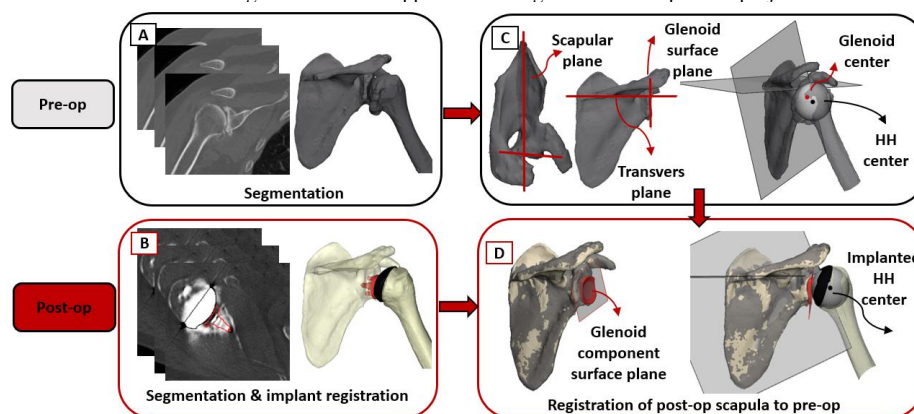 A
Pre-op
Segmentation
C
Scapular
plane
Glenoid
surface
plane
Transvers
plane
Glenoid
center
HH
center
B
Post-op
Segmentation & implant registration
D
Glenoid
component
surface plane
Implanted
HH
center
Registration of post-op scapula to pre-op